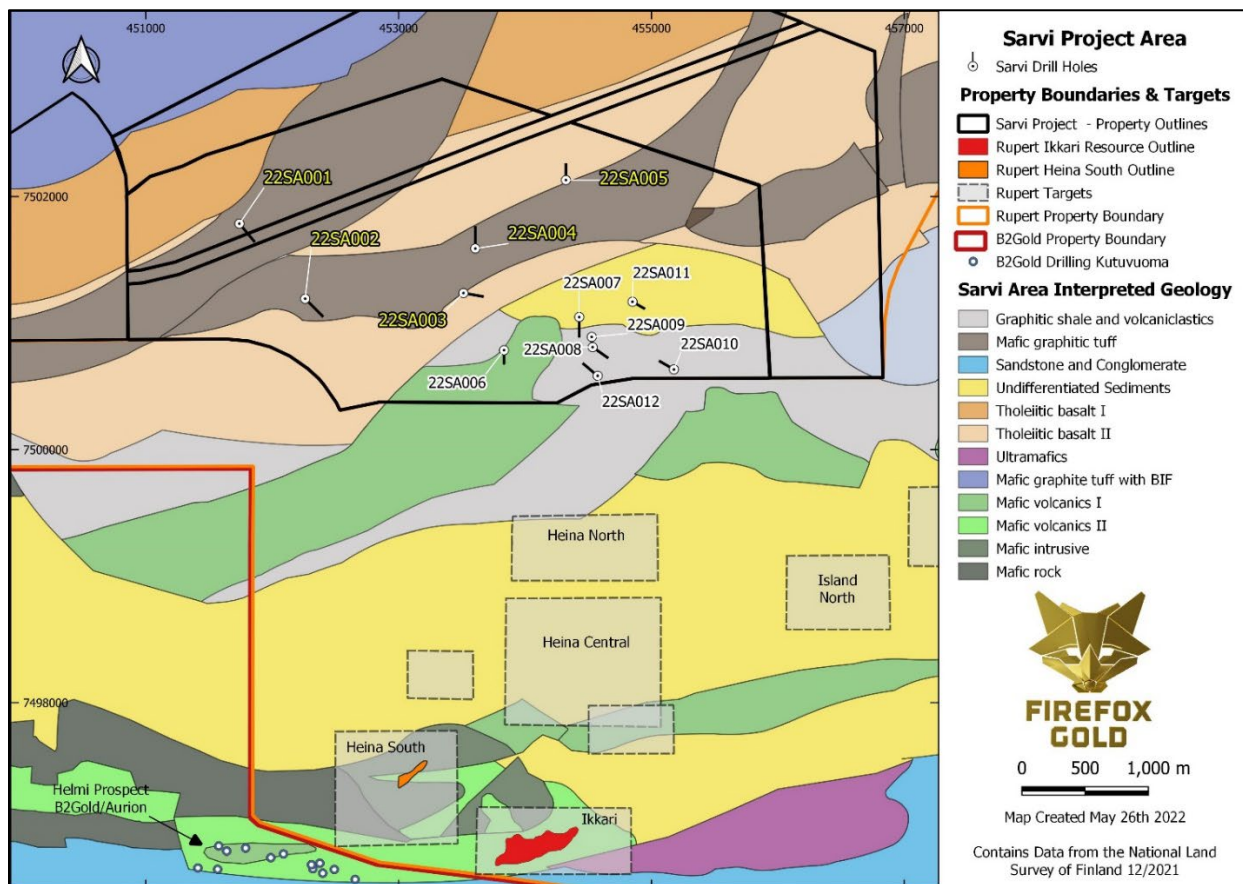 451000
453000
455000
457000
7502000
7500000
7498000
22SA001
22SA002
22SA003
22SA004
22SA005
22SA006
22SA007
22SA008
22SA009
22SA010
22SA011
22SA012
Heina North
Island
North
Heina Central
Heina South
Ikkari
Helmi Prospect
B2Gold/Aurion
Sarvi Project Area
Sarvi Drill Holes
Property Boundaries & Targets
Sarvi Project - Property Outlines
Rupert Ikkari Resource Outline
Rupert Heina South Outline
Rupert Targets
Rupert Property Boundary
B2Gold Property Boundary
B2Gold Drilling Kutuvuoma
Sarvi Area Interpreted Geology
Graphitic shale and volcaniclastics
Mafic graphitic tuff
Sandstone and Conglomerate
Undifferentiated Sediments
Tholeiitic basalt I
Tholeiitic basalt II
Ultramafics
Mafic graphite tuff with BIF
Mafic volcanics I
Mafic volcanics II
Mafic intrusive
Mafic rock
FIREFOX
GOLD
0 500 1,000 m
Map Created May 26th 2022
Contains Data from the National Land
Survey of Finland 12/2021